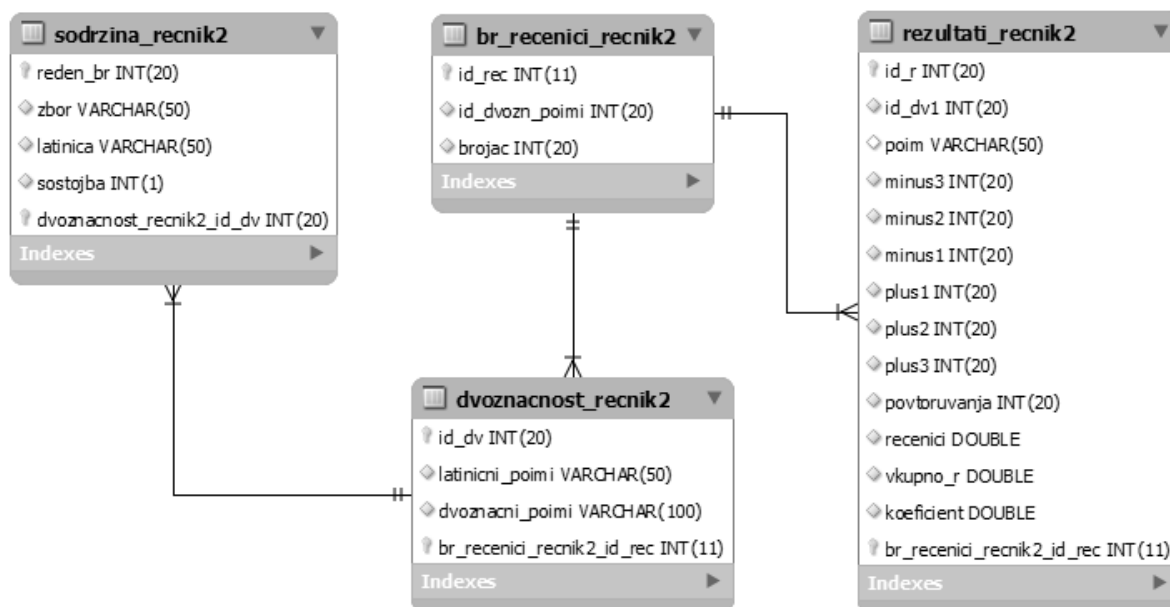 sodrzina_recnik2
reden_br INT(20)
zbor VARCHAR(50)
latinica VARCHAR(50)
sostojba INT(1)
dvoznacnost_recnik2_id_dv INT(20)
Indexes
br_recenici_recnik2
id_rec INT(11)
id_dvozn_poimi INT(20)
brojac INT(20)
Indexes
dvoznacnost_recnik2
id_dv INT(20)
latinicni_poimi VARCHAR(50)
dvoznacni_poimi VARCHAR(100)
br_recenici_recnik2_id_rec INT(11)
Indexes
rezultati_recnik2
id_r INT(20)
id_dv1 INT(20)
poim VARCHAR(50)
minus3 INT(20)
minus2 INT(20)
minus1 INT(20)
plus1 INT(20)
plus2 INT(20)
plus3 INT(20)
povtoruvanja INT(20)
recenici DOUBLE
vkupno_r DOUBLE
koeficient DOUBLE
br_recenici_recnik2_id_rec INT(11)
Indexes